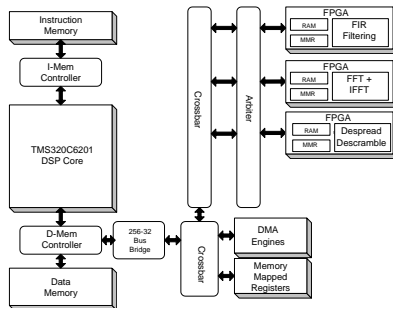 Instruction
Memory
I-Mem
Controller
TMS320C6201
DSP Core
D-Mem
Controller
Data
Memory
256-32
Bus
Bridge
Crossbar
Crossbar
Arbiter
FPGA
RAM
MMR
FIR
Filtering
FPGA
RAM
MMR
FFT +
IFFT
FPGA
RAM
MMR
Despread
Descramble
DMA
Engines
Memory
Mapped
Registers